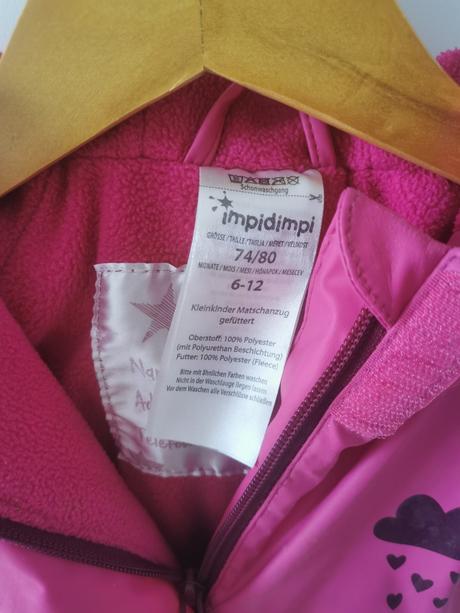 Schonwaschgang
impidimpi
GRÖSSE / TAILLE / TAGLIA / MÉRET / VELIKOST
74/80
MONATE / MOIS / MESI / HÓNAPOK / MESECEV
6-12
Kleinkinder Matschanzug
gefüttert
Oberstoff: 100% Polyester
(mit Polyurethan Beschichtung)
Futter: 100% Polyester (Fleece)
Bitte mit ähnlichen Farben waschen
Nicht in der Waschlauge liegen lassen
Vor dem Waschen alle Verschlüsse schließen